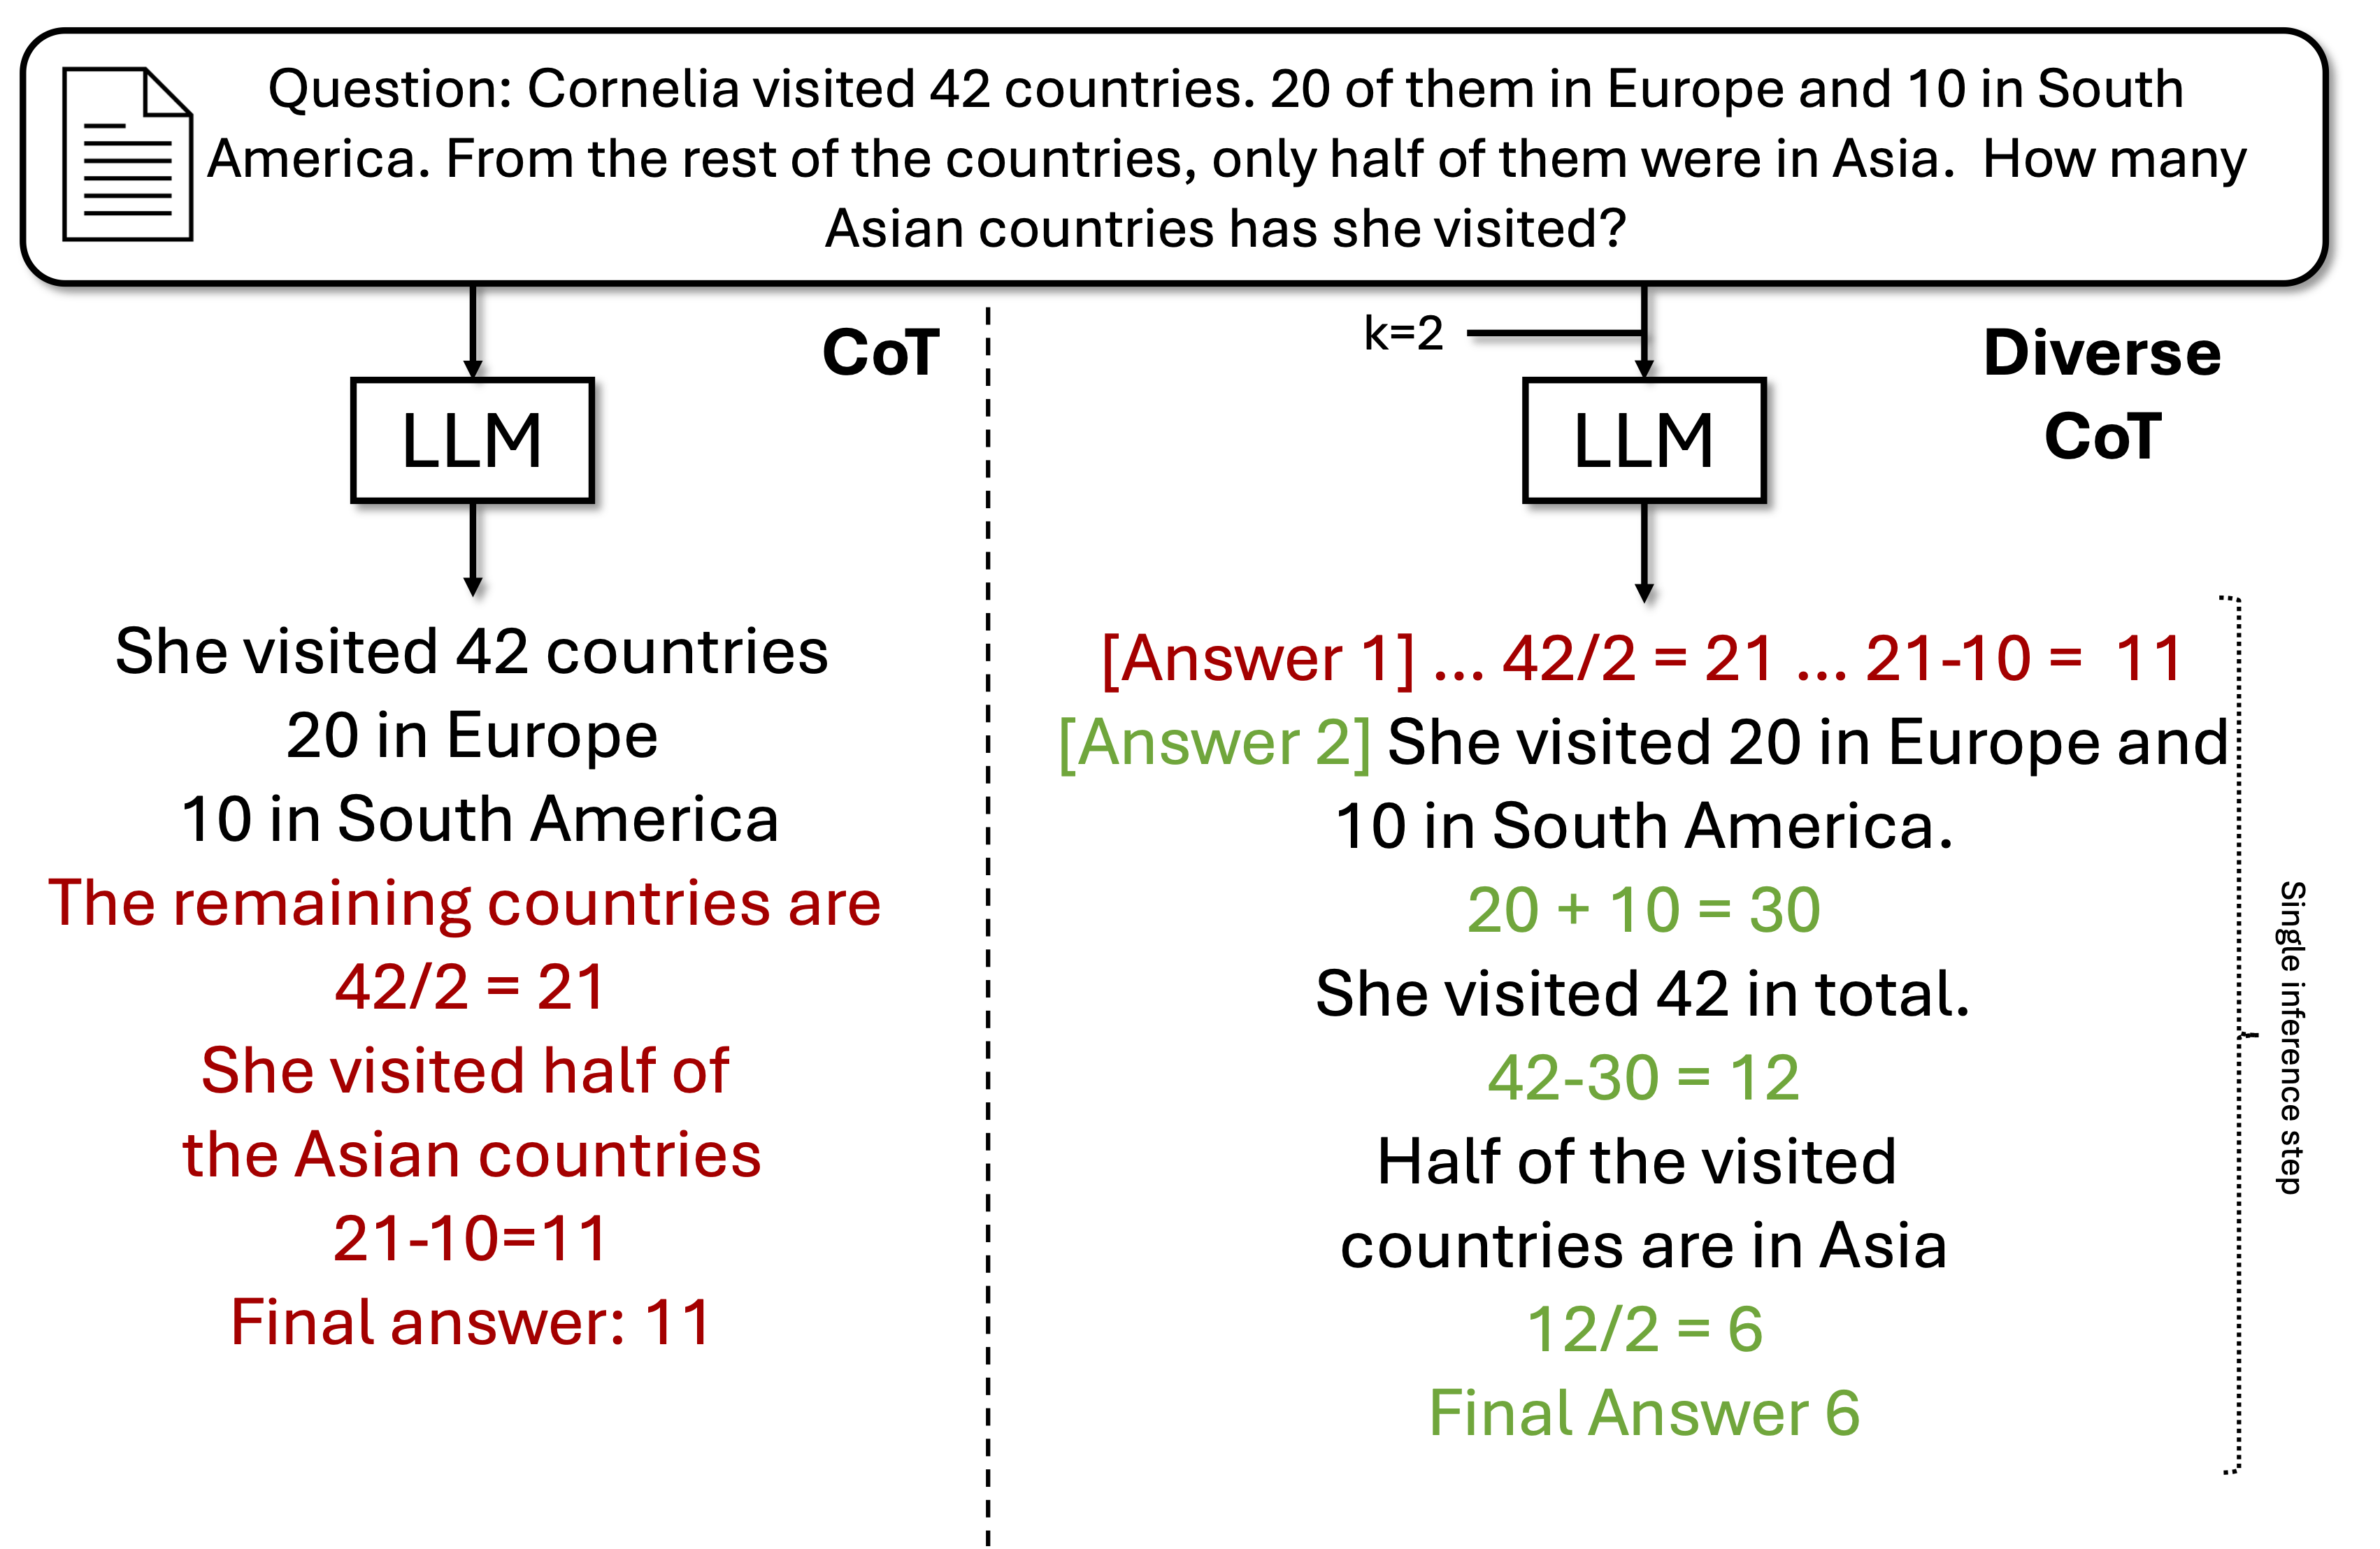 Question: Cornelia visited 42 countries. 20 of them in Europe and 10 in South
America. From the rest of the countries, only half of them were in Asia.  How many
Asian countries has she visited?
CoT
LLM
She visited 42 countries
20 in Europe
10 in South America
The remaining countries are
42/2 = 21
She visited half of
the Asian countries
21-10=11
Final answer: 11
k=2
Diverse
CoT
LLM
[Answer 1] ... 42/2 = 21 ... 21-10 =  11
[Answer 2] She visited 20 in Europe and
10 in South America.
20 + 10 = 30
She visited 42 in total.
42-30 = 12
Half of the visited
countries are in Asia
12/2 = 6
Final Answer 6
Single inference step